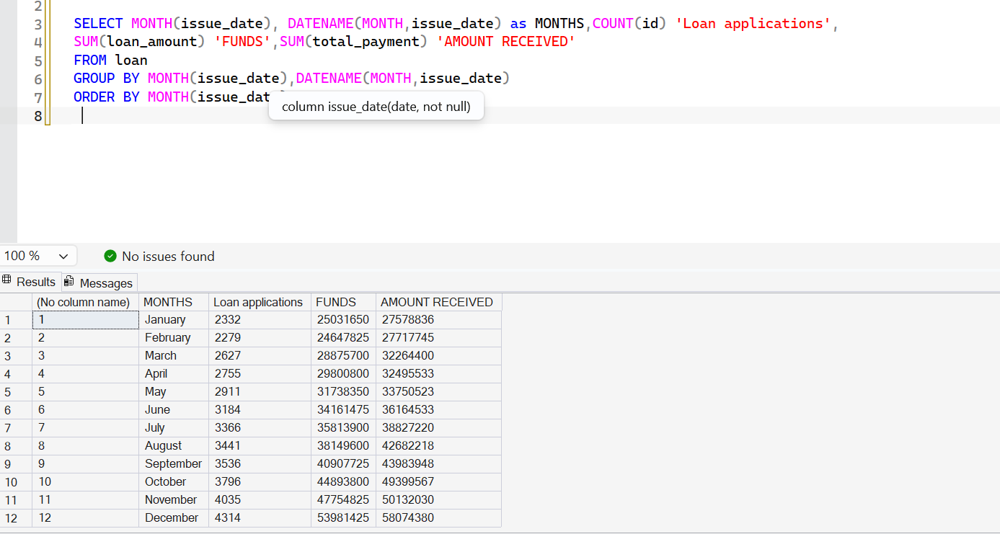 2
3 SELECT MONTH(issue_date), DATENAME(MONTH,issue_date) as MONTHS,COUNT(id) 'Loan applications',
4 SUM(loan_amount) 'FUNDS',SUM(total_payment) 'AMOUNT RECEIVED'
5 FROM loan
6 GROUP BY MONTH(issue_date),DATENAME(MONTH,issue_date)
7 ORDER BY MONTH(issue_dat
column issue_date(date, not null)
8
100 % No issues found
Results Messages
(No column name) MONTHS Loan applications FUNDS AMOUNT RECEIVED
1 1 January 2332 25031650 27578836
2 2 February 2279 24647825 27717745
3 3 March 2627 28875700 32264400
4 4 April 2755 29800800 32495533
5 5 May 2911 31738350 33750523
6 6 June 3184 34161475 36164533
7 7 July 3366 35813900 38827220
8 8 August 3441 38149600 42682218
9 9 September 3536 40907725 43983948
10 10 October 3796 44893800 49399567
11 11 November 4035 47754825 50132030
12 12 December 4314 53981425 58074380